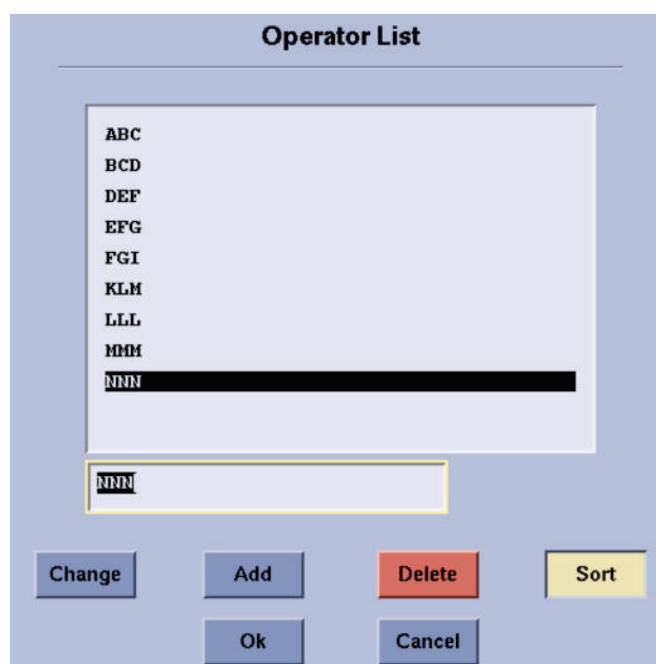 Operator List
ABC
BCD
DEF
EFG
FGI
KLM
LLL
MMM
NNN
NNN
Change Add Delete Sort
Ok Cancel